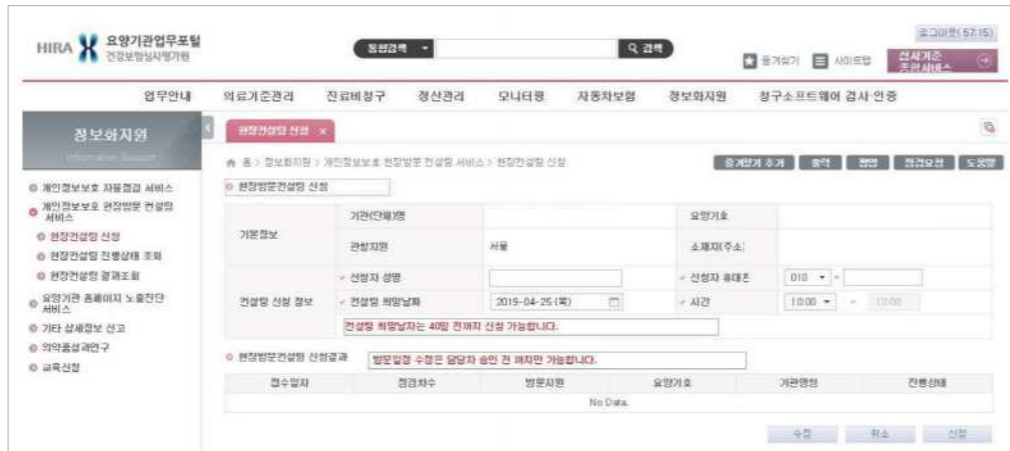 로그아웃(57:15)
HIRA 요양기관업무포털
건강보험심사평가원
통합검색
검색
즐겨찾기
사이트맵
심사기준
종합서비스
업무안내 의료기준관리 진료비청구 정산관리 모니터링 자동차보험 정보화지원 청구소프트웨어 검사·인증
정보화지원
Information Support
현장컨설팅 신청 ×
홈 > 정보화지원 > 개인정보보호 현장방문 컨설팅 서비스 > 현장컨설팅 신청
즐겨찾기 추가 출력 점검요청 도움말
개인정보보호 자율점검 서비스
개인정보보호 현장방문 컨설팅
서비스
현장컨설팅 신청
현장컨설팅 진행상태 조회
현장컨설팅 결과조회
요양기관 홈페이지 노출진단
서비스
기타 상세정보 신고
의약품성과연구
교육신청
현장방문컨설팅 신청
기본정보
기관(단체)명 요양기호
관할지원 서울 소재지(주소)
컨설팅 신청 정보
신청자 성명 신청자 휴대폰 010 -
컨설팅 희망날짜 2019-04-25 (목) 시간 10:00 ~ 10:00
컨설팅 희망날짜는 40일 전까지 신청 가능합니다.
현장방문컨설팅 신청결과 방문일정 수정은 담당자 승인 전 까지만 가능합니다.
접수일자 점검차수 방문지원 요양기호 기관명칭 진행상태
No Data.
수정 취소 신청